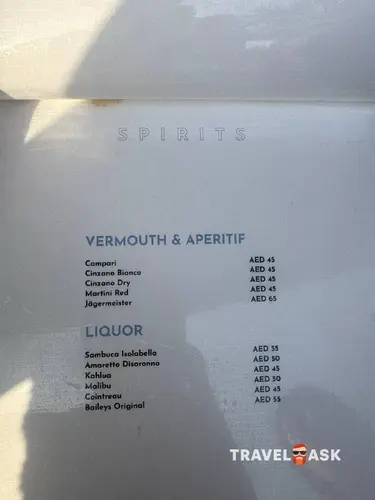 SPIRITS
VERMOUTH & APERITIF
Campari AED 45
Cinzano Bianco AED 45
Cinzano Dry AED 45
Martini Red AED 45
Jägermeister AED 65
LIQUOR
Sambuca Isolabella AED 55
Amaretto Disaronno AED 50
Kahlua AED 45
Malibu AED 50
Cointreau AED 45
Baileys Original AED 55
TRAVEL ASK